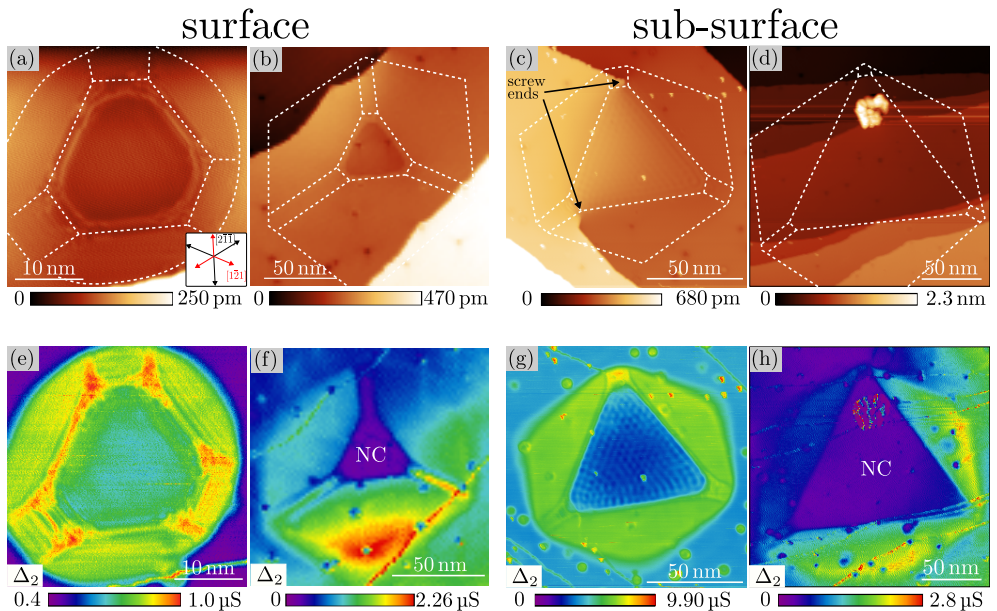 surface sub-surface
(a) (b) (c) (d)
screw
ends
[2̄1̄1]
[12̄1]
10 nm 50 nm 50 nm 50 nm
0 250 pm 0 470 pm 0 680 pm 0 2.3 nm
(e) (f) (g) (h)
NC NC
Δ₂ 10 nm Δ₂ 50 nm Δ₂ 50 nm Δ₂ 50 nm
0.4 1.0 µS 0 2.26 µS 0 9.90 µS 0 2.8 µS